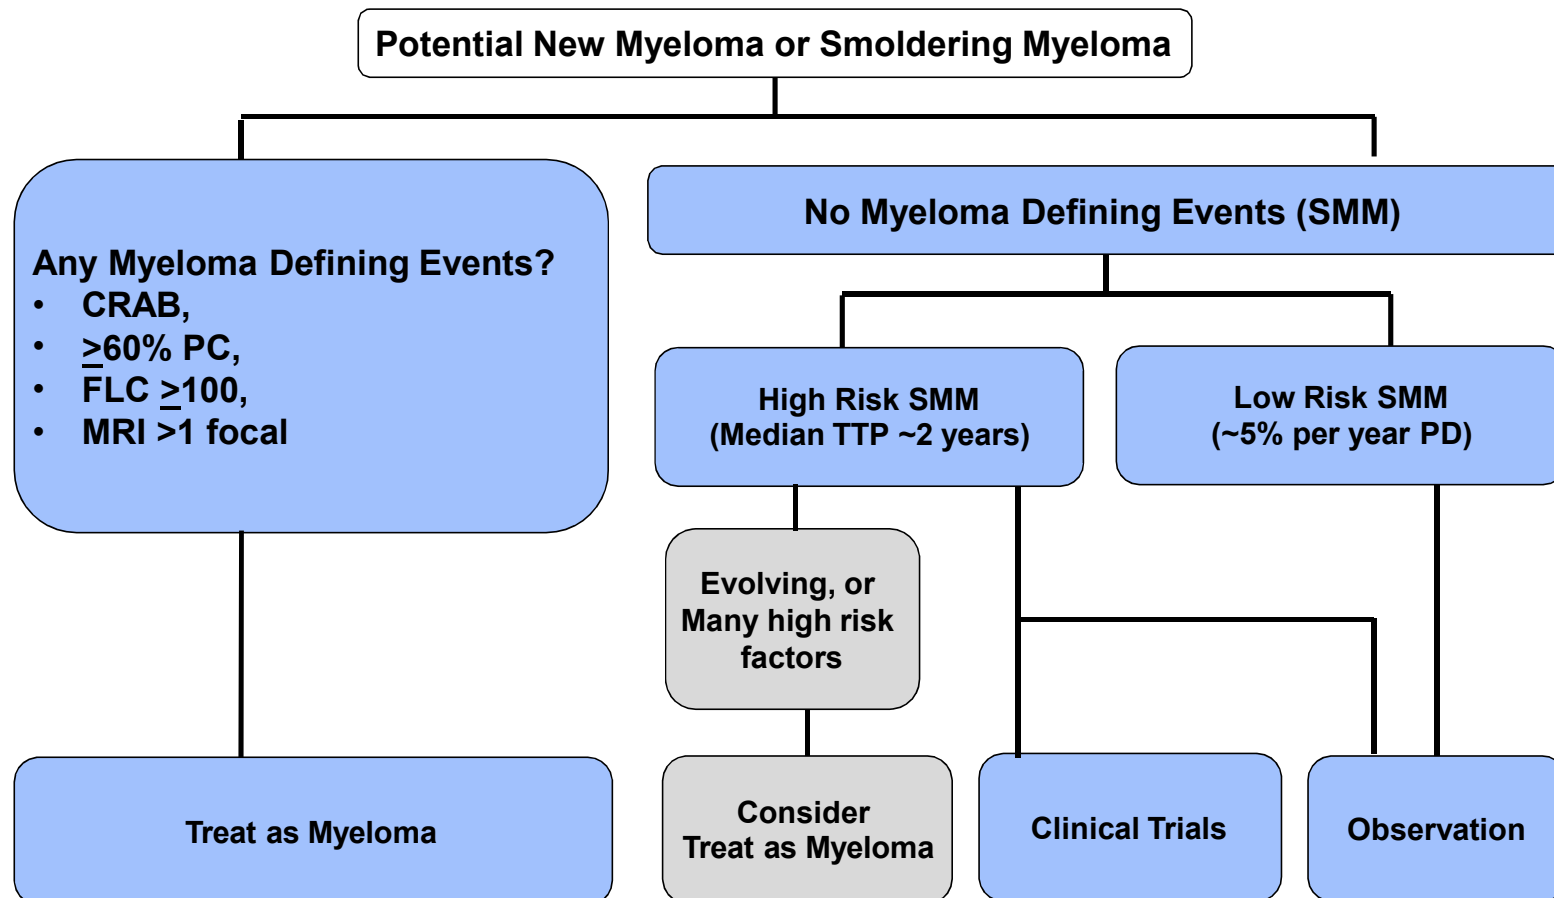 Potential New Myeloma or Smoldering Myeloma
Any Myeloma Defining Events?
• CRAB,
• ≥60% PC,
• FLC ≥100,
• MRI >1 focal
No Myeloma Defining Events (SMM)
High Risk SMM
(Median TTP ~2 years)
Low Risk SMM
(~5% per year PD)
Evolving, or
Many high risk
factors
Treat as Myeloma
Consider
Treat as Myeloma
Clinical Trials
Observation